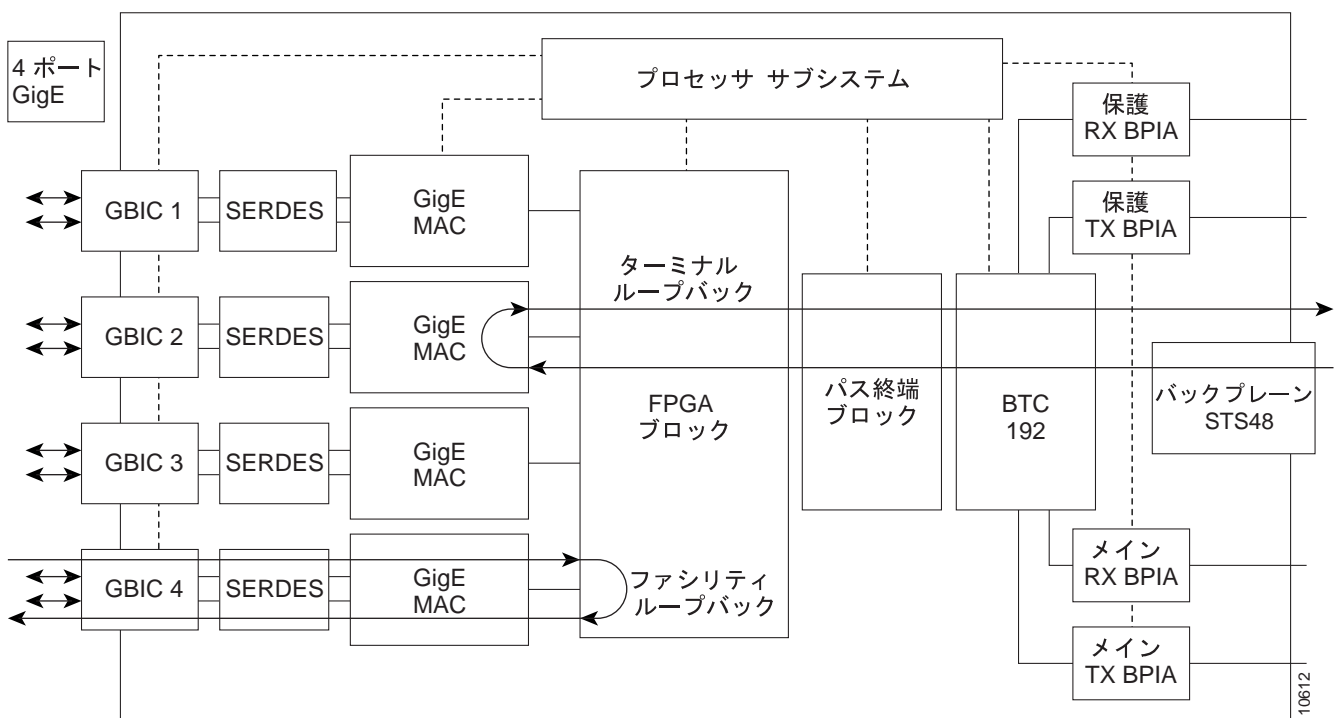 4 ポート
GigE
プロセッサ サブシステム
保護
RX BPIA
保護
TX BPIA
GBIC 1
SERDES
GigE
MAC
ターミナル
ループバック
GBIC 2
SERDES
GigE
MAC
FPGA
ブロック
パス終端
ブロック
BTC
192
バックプレーン
STS48
GBIC 3
SERDES
GigE
MAC
GBIC 4
SERDES
GigE
MAC
ファシリティ
ループバック
メイン
RX BPIA
メイン
TX BPIA
10612